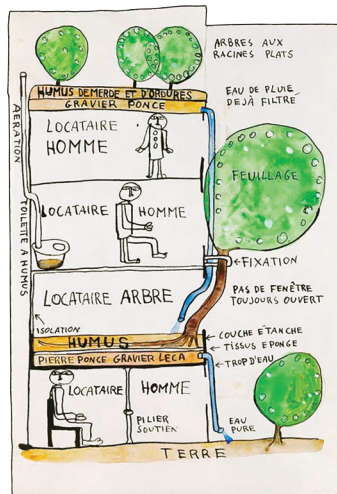 ARBRES AUX
RACINES PLATS
HUMUS DEMERDE ET D'ORDURES
GRAVIER PONCE
EAU DE PLUIE
DEJÀ FILTRÉ
AERATION
LOCATAIRE
HOMME
FEUILLAGE
TOILETTE A HUMUS
LOCATAIRE HOMME
FIXATION
LOCATAIRE ARBRE
PAS DE FENÊTRE
TOUJOURS OUVERT
ISOLATION
HUMUS
COUCHE ÉTANCHE
TISSUS EPONGE
PIERRE PONCE GRAVIER LECA
TROP D'EAU
LOCATAIRE HOMME
PILIER
SOUTIEN
EAU
PURE
TERRE